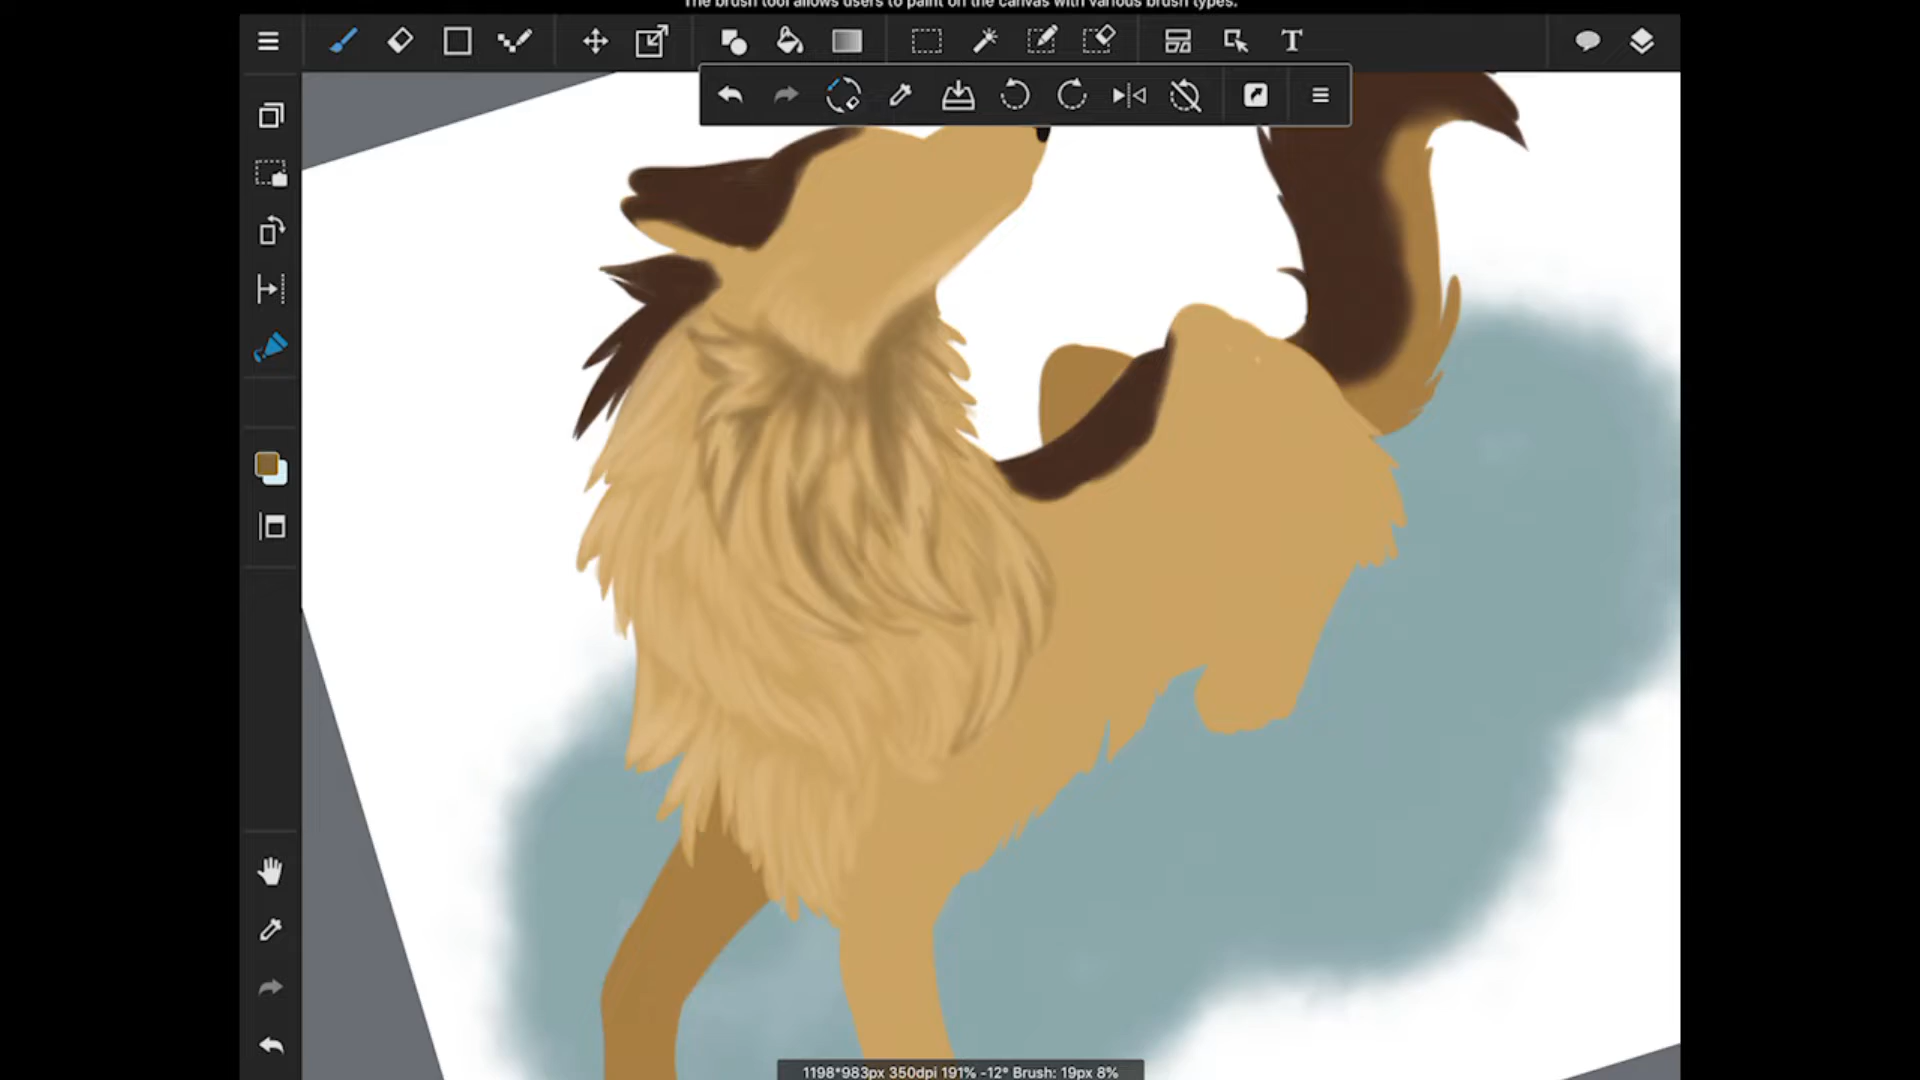 The brush tool allows users to paint on the canvas with various brush types.
T
1198*983px 350dpi 191% -12° Brush: 19px 8%